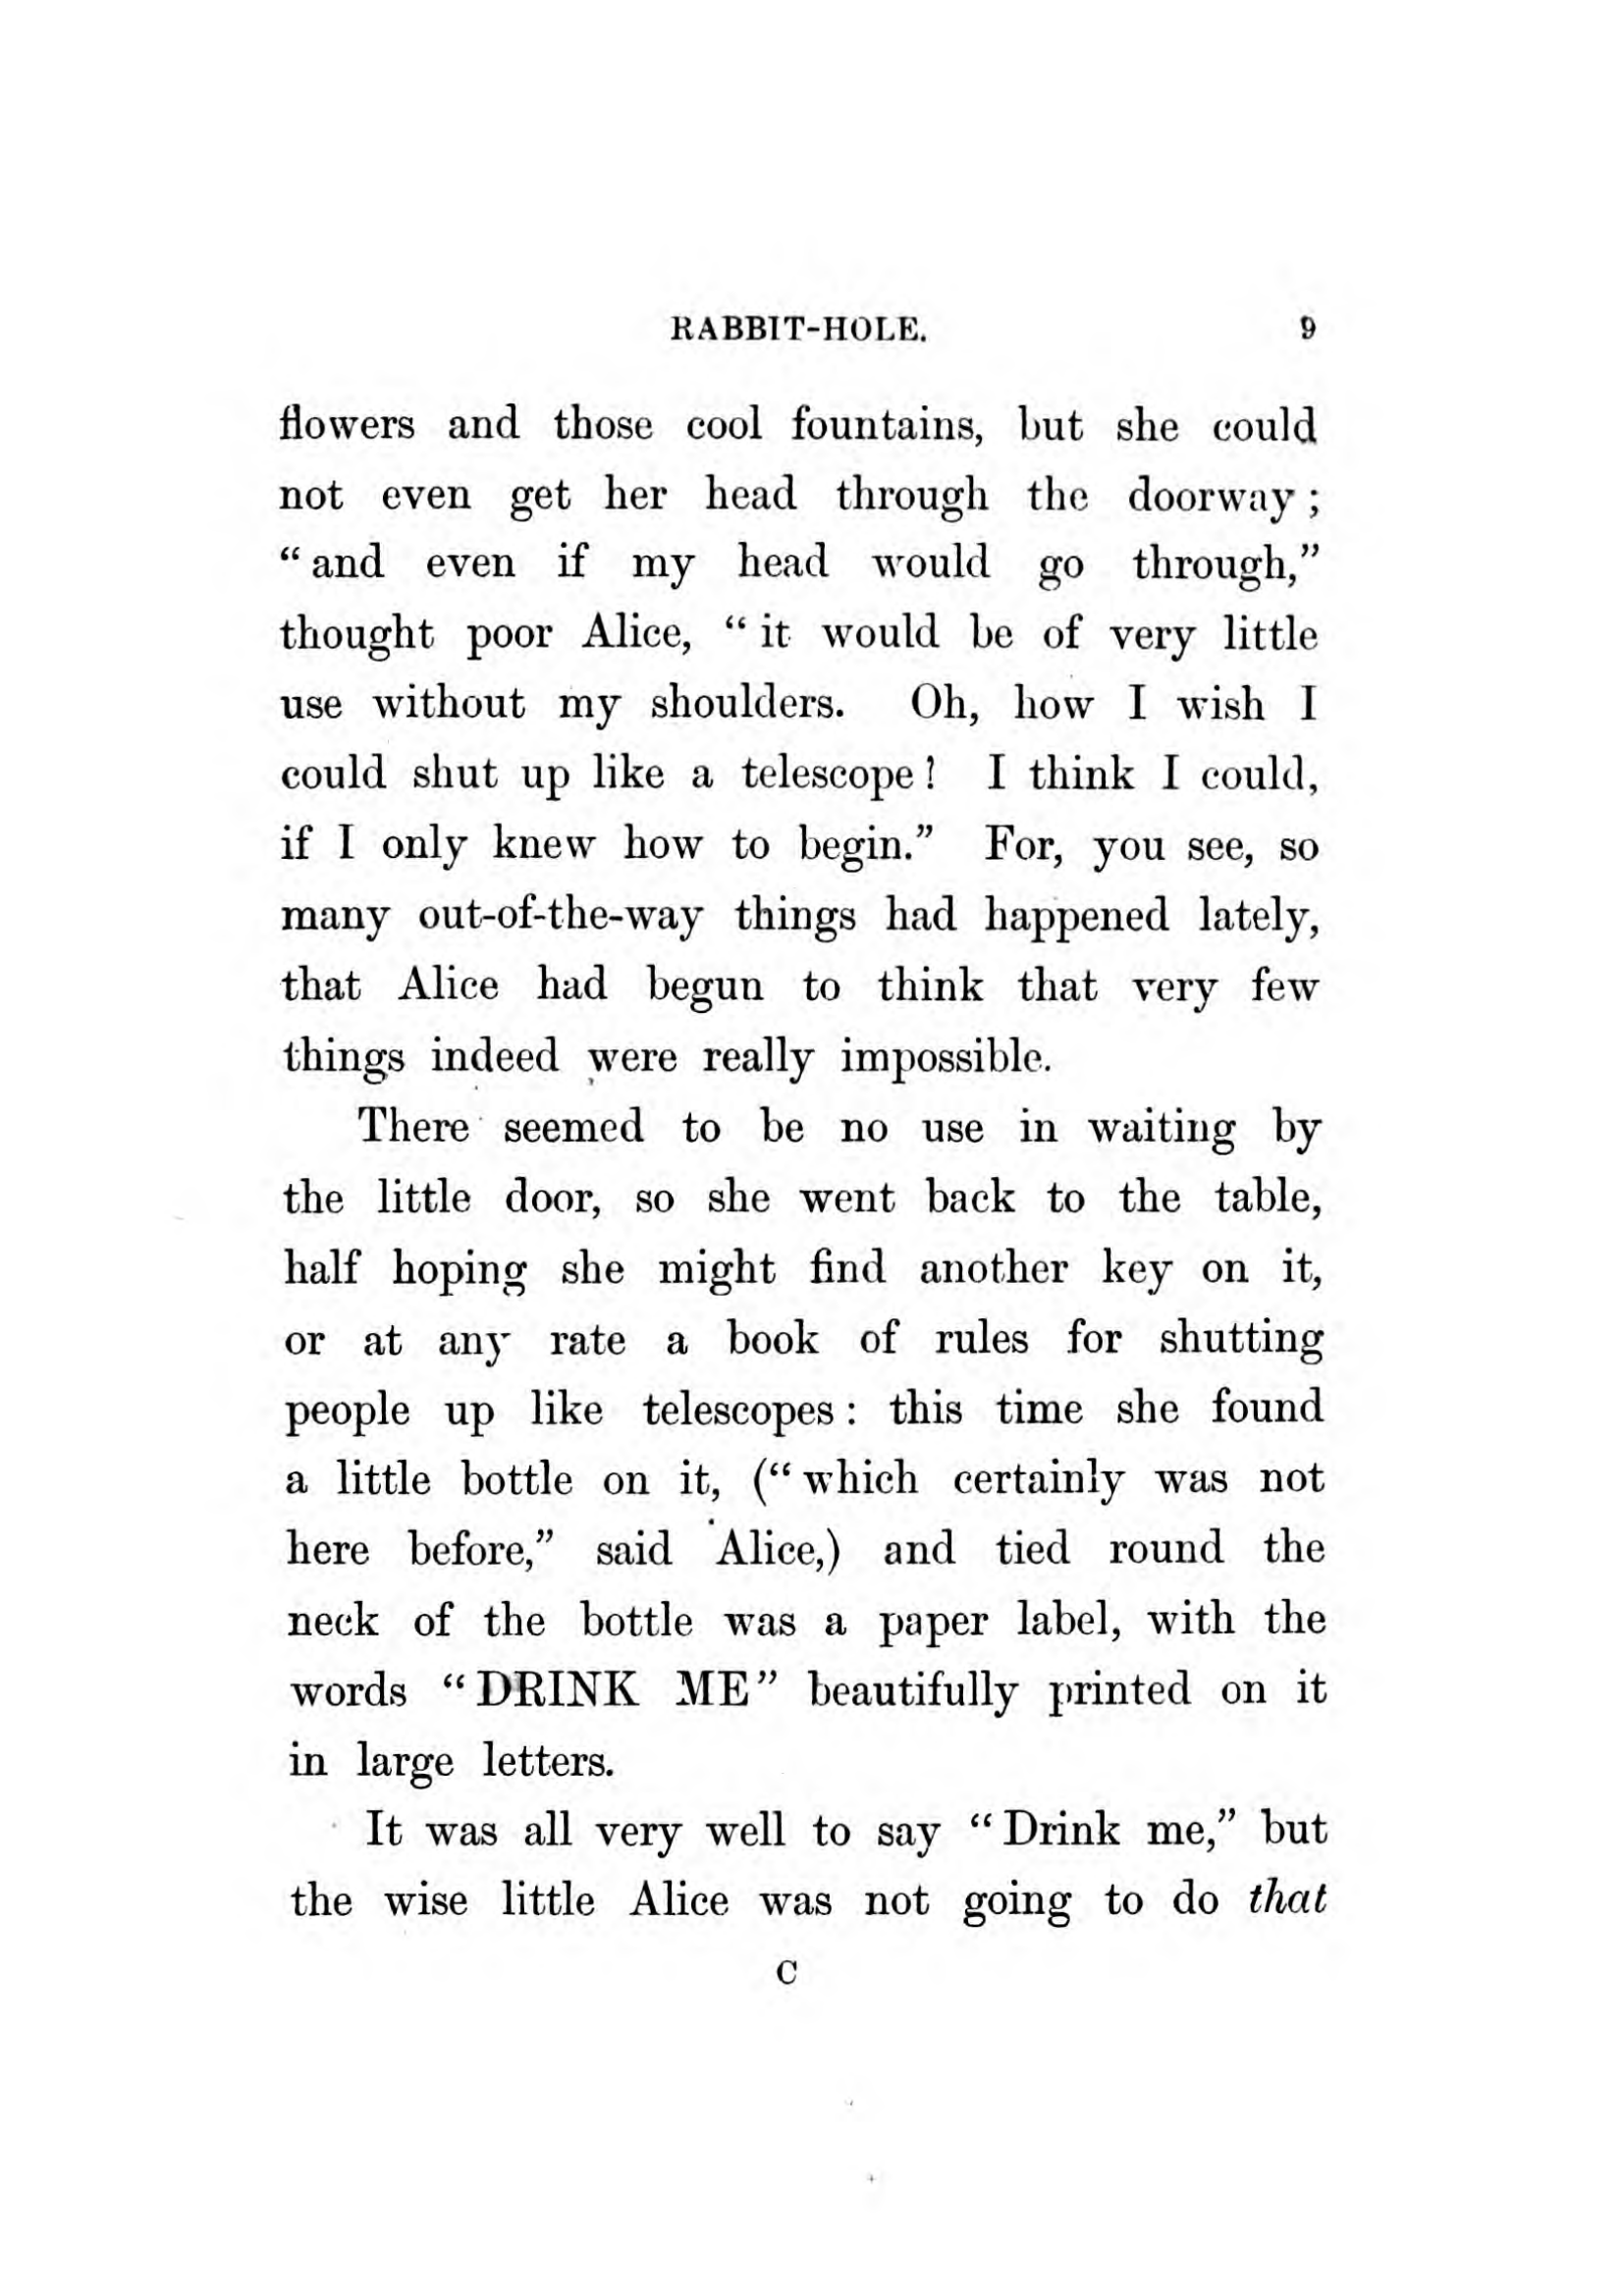 RABBIT-HOLE. 9
flowers and those cool fountains, but she could
not even get her head through the doorway ;
“ and even if my head would go through,”
thought poor Alice, “ it would be of very little
use without my shoulders. Oh, how I wish I
could shut up like a telescope ! I think I could,
if I only knew how to begin.” For, you see, so
many out-of-the-way things had happened lately,
that Alice had begun to think that very few
things indeed were really impossible.
There seemed to be no use in waiting by
the little door, so she went back to the table,
half hoping she might find another key on it,
or at any rate a book of rules for shutting
people up like telescopes : this time she found
a little bottle on it, (“ which certainly was not
here before,” said Alice,) and tied round the
neck of the bottle was a paper label, with the
words “ DRINK ME” beautifully printed on it
in large letters.
It was all very well to say “ Drink me,” but
the wise little Alice was not going to do that
C